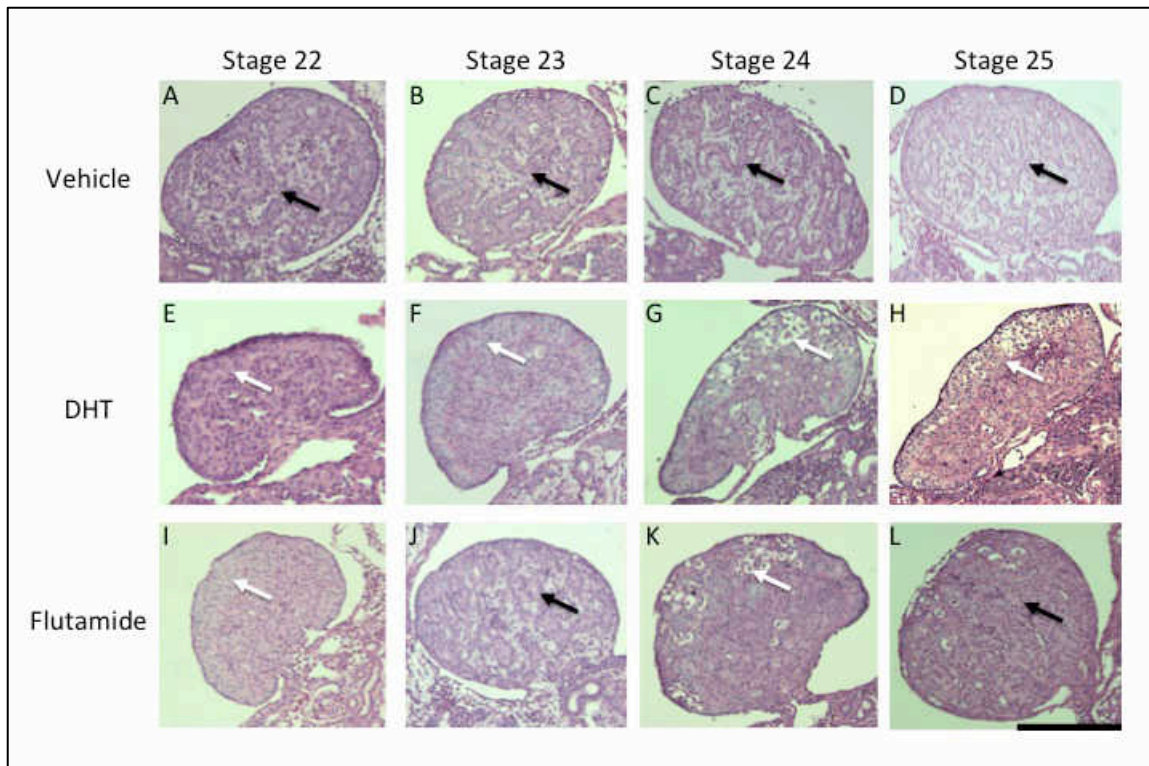 Stage 22 Stage 23 Stage 24 Stage 25
A B C D
Vehicle
E F G H
DHT
I J K L
Flutamide